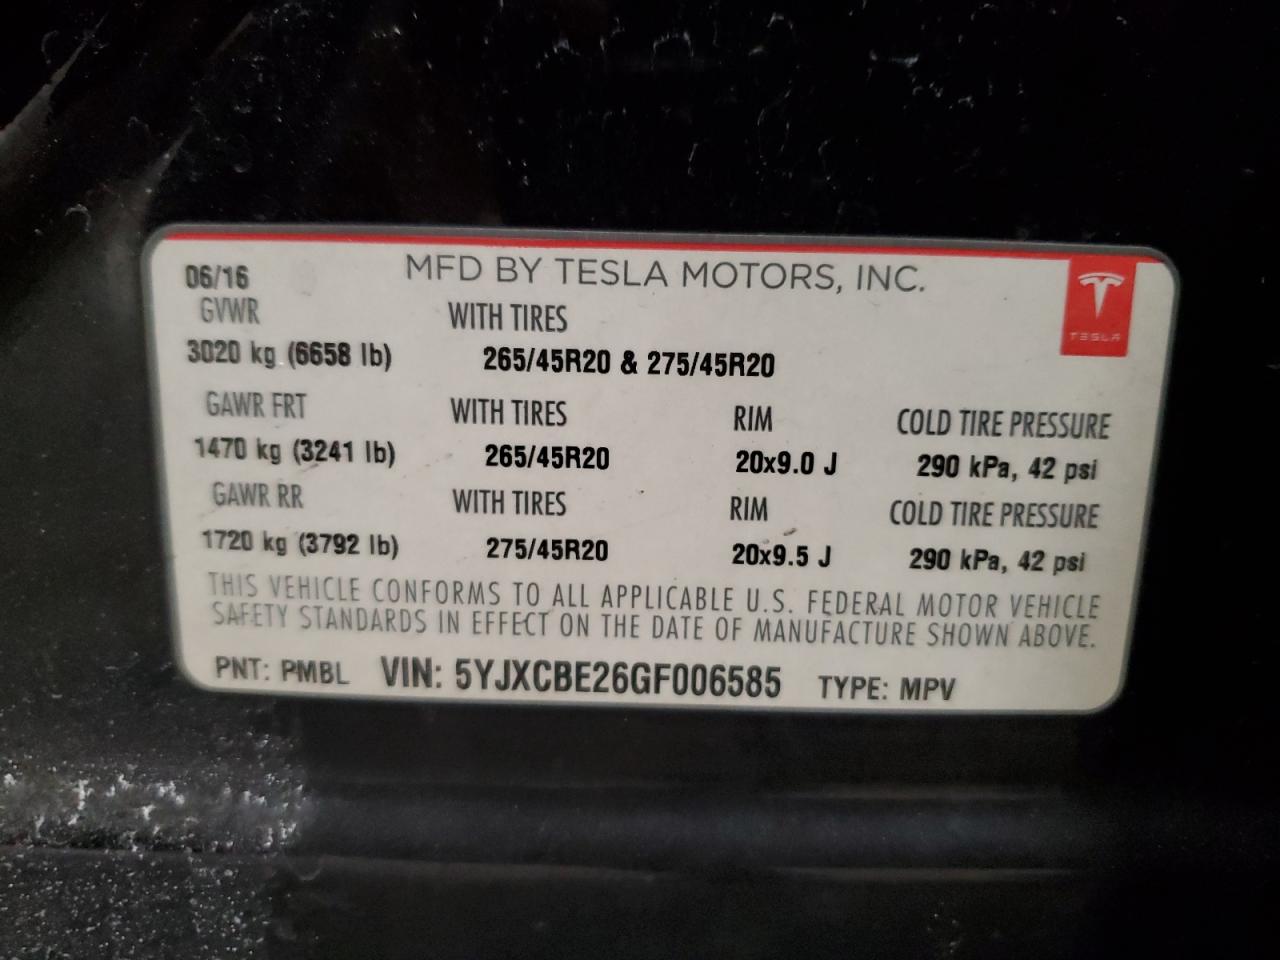 06/16 MFD BY TESLA MOTORS, INC.
TESLA
GVWR WITH TIRES
3020 kg (6658 lb) 265/45R20 & 275/45R20
GAWR FRT WITH TIRES RIM COLD TIRE PRESSURE
1470 kg (3241 lb) 265/45R20 20x9.0 J 290 kPa, 42 psi
GAWR RR WITH TIRES RIM COLD TIRE PRESSURE
1720 kg (3792 lb) 275/45R20 20x9.5 J 290 kPa, 42 psi
THIS VEHICLE CONFORMS TO ALL APPLICABLE U.S. FEDERAL MOTOR VEHICLE
SAFETY STANDARDS IN EFFECT ON THE DATE OF MANUFACTURE SHOWN ABOVE.
PNT: PMBL VIN: 5YJXCBE26GF006585 TYPE: MPV